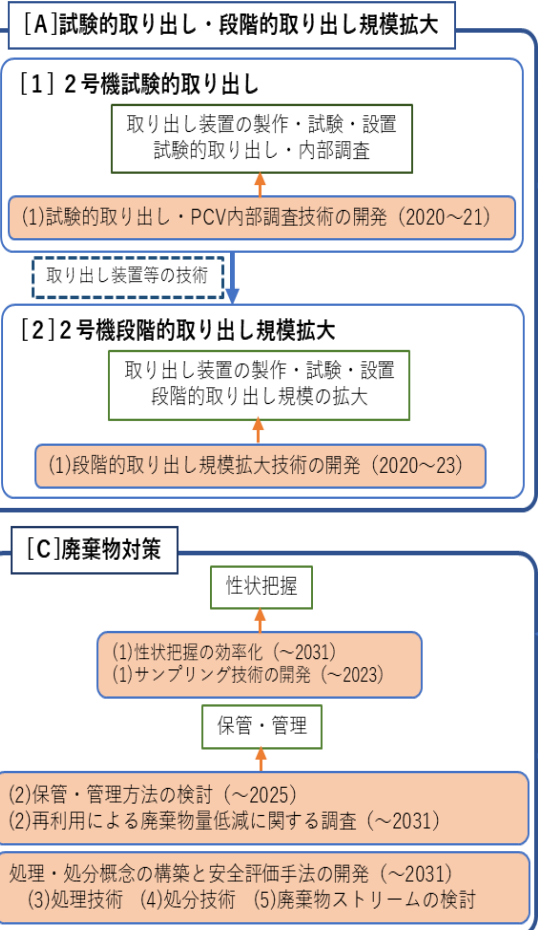 [A]試験的取り出し・段階的取り出し規模拡大
[1] 2号機試験的取り出し
取り出し装置の製作・試験・設置
試験的取り出し・内部調査
(1)試験的取り出し・PCV内部調査技術の開発（2020～21）
取り出し装置等の技術
[2] 2号機段階的取り出し規模拡大
取り出し装置の製作・試験・設置
段階的取り出し規模の拡大
(1)段階的取り出し規模拡大技術の開発（2020～23）
[C]廃棄物対策
性状把握
(1)性状把握の効率化（～2031）
(1)サンプリング技術の開発（～2023）
保管・管理
(2)保管・管理方法の検討（～2025）
(2)再利用による廃棄物量低減に関する調査（～2031）
処理・処分概念の構築と安全評価手法の開発（～2031）
(3)処理技術 (4)処分技術 (5)廃棄物ストリームの検討